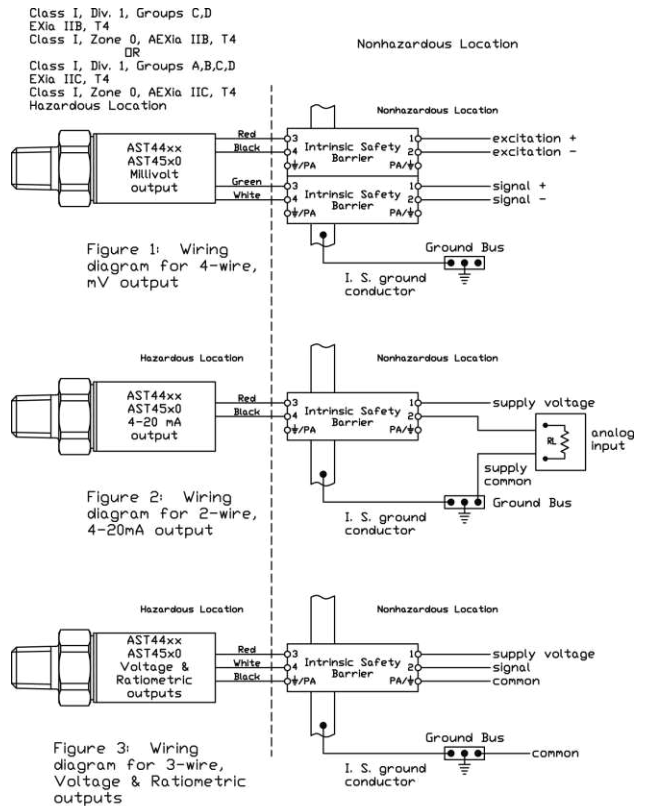 Class I, Div. 1, Groups C,D
EXia IIB, T4
Class I, Zone 0, AEXia IIB, T4
OR
Class I, Div. 1, Groups A,B,C,D
EXia IIC, T4
Class I, Zone 0, AEXia IIC, T4
Hazardous Location
Nonhazardous Location
Nonhazardous Location
AST44xx
AST45x0
Millivolt
output
Red
Black
Green
White
3
4
/PA
Intrinsic Safety
Barrier
1
2
PA/
excitation +
excitation -
3
4
/PA
Intrinsic Safety
Barrier
1
2
PA/
signal +
signal -
Figure 1: Wiring
diagram for 4-wire,
mV output
I. S. ground
conductor
Ground Bus
Hazardous Location
Nonhazardous Location
AST44xx
AST45x0
4-20 mA
output
Red
Black
3
4
/PA
Intrinsic Safety
Barrier
1
2
PA/
supply voltage
RL
analog
input
supply
common
Figure 2: Wiring
diagram for 2-wire,
4-20mA output
I. S. ground
conductor
Ground Bus
Hazardous Location
Nonhazardous Location
AST44xx
AST45x0
Voltage &
Ratiometric
outputs
Red
White
Black
3
4
/PA
Intrinsic Safety
Barrier
1
2
PA/
supply voltage
signal
common
Figure 3: Wiring
diagram for 3-wire,
Voltage & Ratiometric
outputs
I. S. ground
conductor
Ground Bus
common